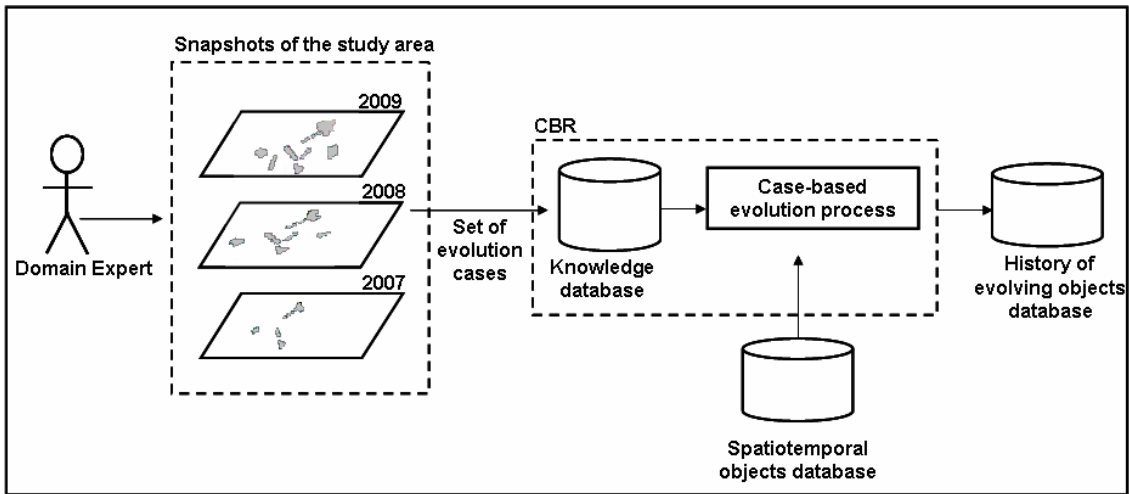 Snapshots of the study area
2009
2008
2007
Domain Expert
Set of
evolution
cases
CBR
Knowledge
database
Case-based
evolution process
Spatiotemporal
objects database
History of
evolving objects
database